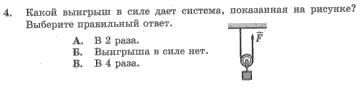 4. Какой выигрыш в силе дает система, показанная на рисунке?
Выберите правильный ответ.
А. В 2 раза.
Б. Выигрыша в силе нет.
В. В 4 раза.
F